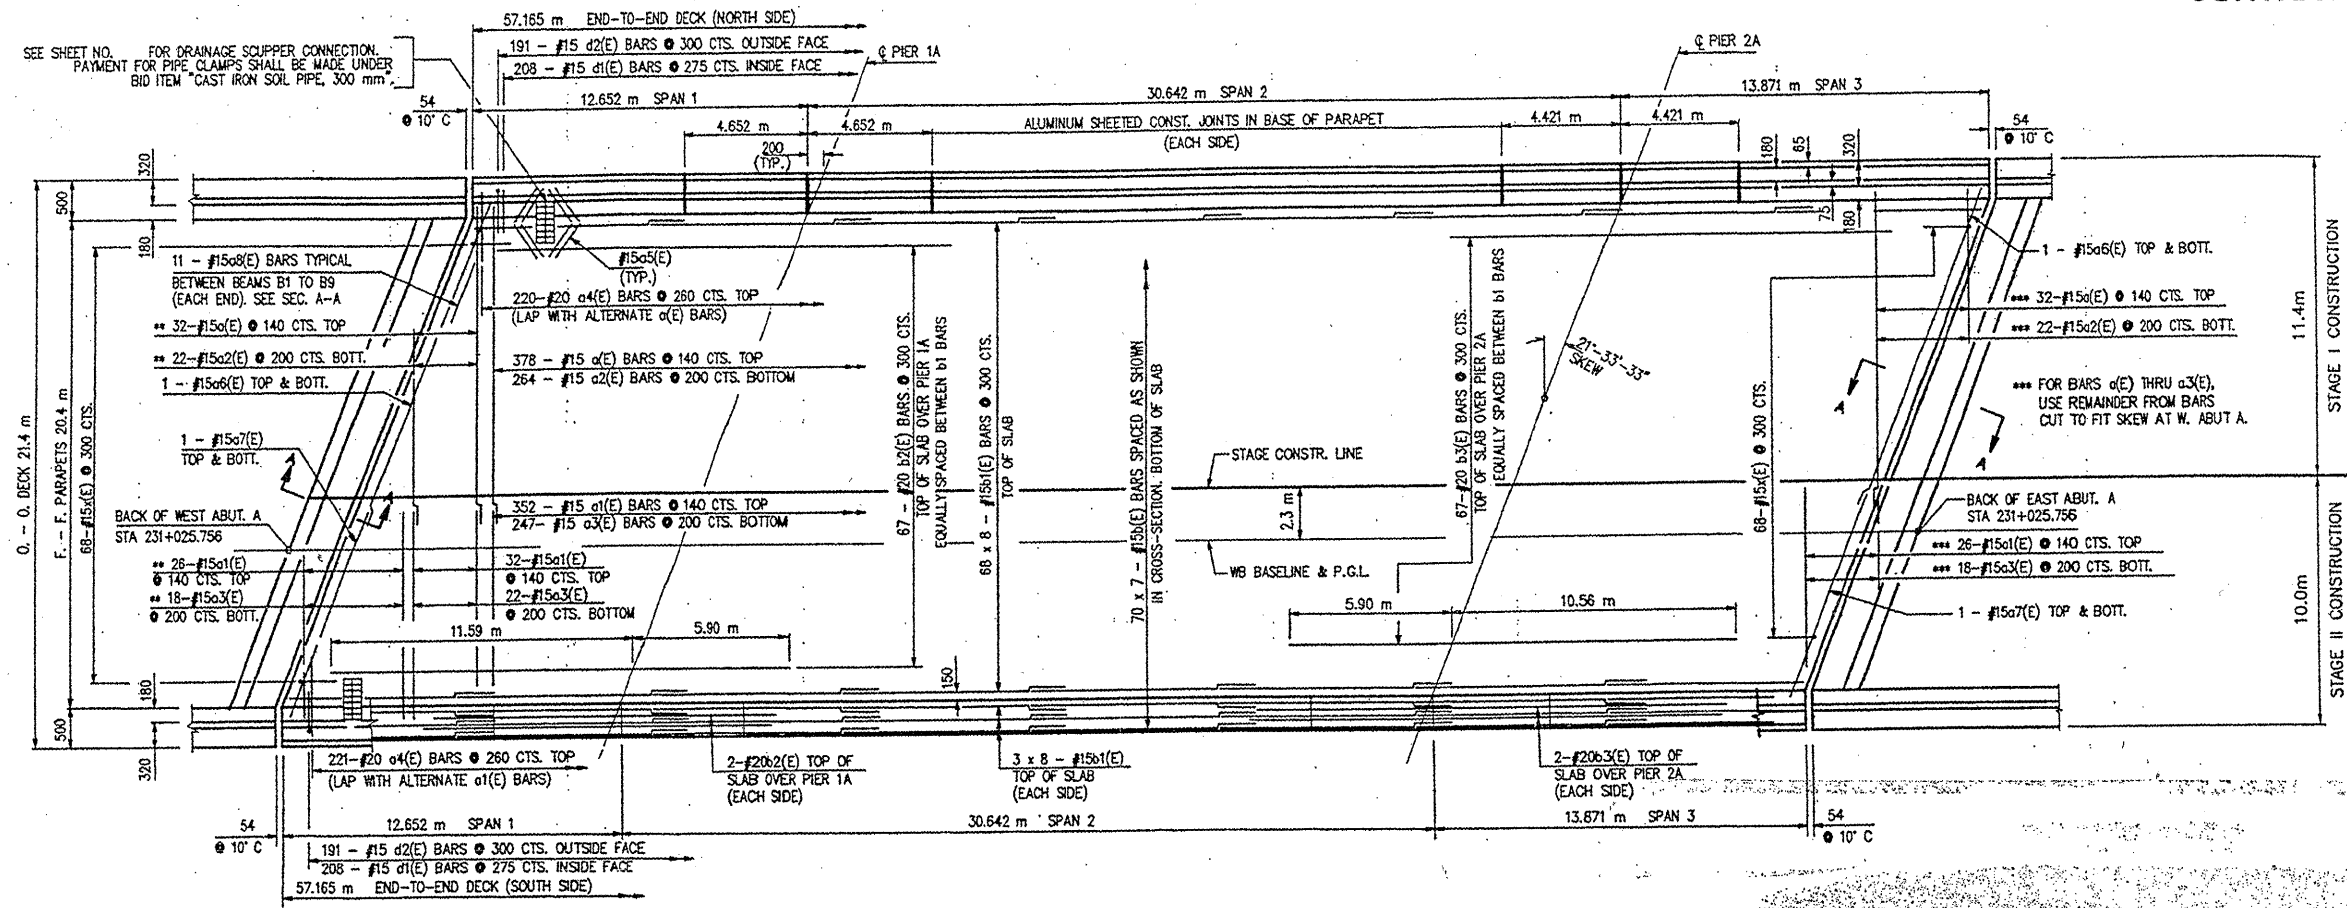 57.165 m END-TO-END DECK (NORTH SIDE)
191 - #15 d2(E) BARS @ 300 CTS. OUTSIDE FACE
208 - #15 d1(E) BARS @ 275 CTS. INSIDE FACE
SEE SHEET NO. FOR DRAINAGE SCUPPER CONNECTION.
PAYMENT FOR PIPE CLAMPS SHALL BE MADE UNDER
BID ITEM "CAST IRON SOIL PIPE, 300 mm".
℄ PIER 1A
℄ PIER 2A
54
@ 10° C
12.652 m SPAN 1
30.642 m SPAN 2
13.871 m SPAN 3
54
@ 10° C
4.652 m
4.652 m
ALUMINUM SHEETED CONST. JOINTS IN BASE OF PARAPET
(EACH SIDE)
4.421 m
4.421 m
200
(TYP.)
320
500
180
180
65
320
75
180
O. - O. DECK 21.4 m
F. - F. PARAPETS 20.4 m
68-#15x(E) @ 300 CTS.
11 - #15a8(E) BARS TYPICAL
BETWEEN BEAMS B1 TO B9
(EACH END). SEE SEC. A-A
** 32-#15a(E) @ 140 CTS. TOP
** 22-#15a2(E) @ 200 CTS. BOTT.
1 - #15a6(E) TOP & BOTT.
1 - #15a7(E)
TOP & BOTT.
A
A
BACK OF WEST ABUT. A
STA 231+025.756
** 26-#15a1(E)
@ 140 CTS. TOP
** 18-#15a3(E)
@ 200 CTS. BOTT.
#15a5(E)
(TYP.)
220-#20 a4(E) BARS @ 260 CTS. TOP
(LAP WITH ALTERNATE a(E) BARS)
378 - #15 a(E) BARS @ 140 CTS. TOP
264 - #15 a2(E) BARS @ 200 CTS. BOTTOM
352 - #15 a1(E) BARS @ 140 CTS. TOP
247- #15 a3(E) BARS @ 200 CTS. BOTTOM
32-#15a1(E)
@ 140 CTS. TOP
22-#15a3(E)
@ 200 CTS. BOTTOM
11.59 m
5.90 m
67 - #20 b2(E) BARS @ 300 CTS.
TOP OF SLAB OVER PIER 1A
EQUALLY SPACED BETWEEN b1 BARS
68 x 8 - #15b1(E) BARS @ 300 CTS.
TOP OF SLAB
70 x 7 - #15b(E) BARS SPACED AS SHOWN
IN CROSS-SECTION. BOTTOM OF SLAB
STAGE CONSTR. LINE
2.3 m
WB BASELINE & P.G.L.
67-#20 b3(E) BARS @ 300 CTS.
TOP OF SLAB OVER PIER 2A
EQUALLY SPACED BETWEEN b1 BARS
21°-33'-33"
SKEW
5.90 m
10.56 m
68-#15x(E) @ 300 CTS.
1 - #15a6(E) TOP & BOTT.
*** 32-#15a(E) @ 140 CTS. TOP
*** 22-#15a2(E) @ 200 CTS. BOTT.
A
A
*** FOR BARS a(E) THRU a3(E),
USE REMAINDER FROM BARS
CUT TO FIT SKEW AT W. ABUT A.
BACK OF EAST ABUT. A
STA 231+025.756
*** 26-#15a1(E) @ 140 CTS. TOP
*** 18-#15a3(E) @ 200 CTS. BOTT.
1 - #15a7(E) TOP & BOTT.
11.4m
STAGE I CONSTRUCTION
10.0m
STAGE II CONSTRUCTION
180
500
320
150
221-#20 a4(E) BARS @ 260 CTS. TOP
(LAP WITH ALTERNATE a1(E) BARS)
2-#20b2(E) TOP OF
SLAB OVER PIER 1A
(EACH SIDE)
3 x 8 - #15b1(E)
TOP OF SLAB
(EACH SIDE)
2-#20b3(E) TOP OF
SLAB OVER PIER 2A
(EACH SIDE)
54
@ 10° C
12.652 m SPAN 1
30.642 m SPAN 2
13.871 m SPAN 3
54
@ 10° C
191 - #15 d2(E) BARS @ 300 CTS. OUTSIDE FACE
208 - #15 d1(E) BARS @ 275 CTS. INSIDE FACE
57.165 m END-TO-END DECK (SOUTH SIDE)